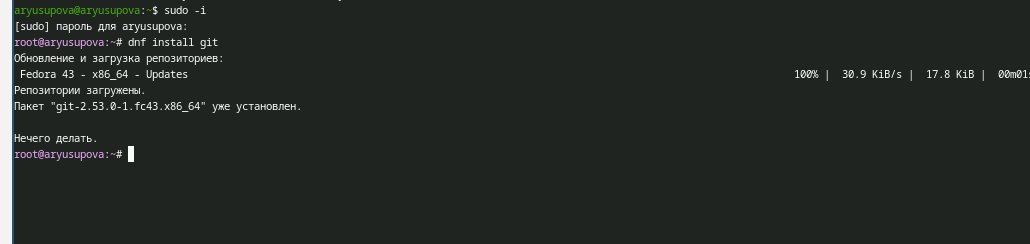 aryusupova@aryusupova:~$ sudo -i
[sudo] пароль для aryusupova:
root@aryusupova:~# dnf install git
Обновление и загрузка репозиториев:
Fedora 43 - x86_64 - Updates 100% | 30.9 KiB/s | 17.8 KiB | 00m01s
Репозитории загружены.
Пакет "git-2.53.0-1.fc43.x86_64" уже установлен.
Нечего делать.
root@aryusupova:~#